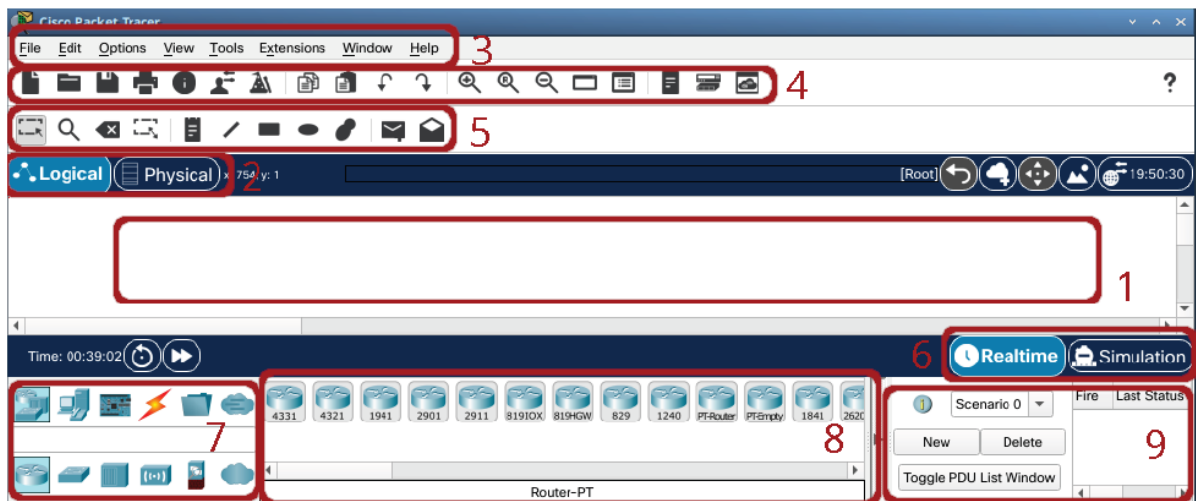 Cisco Packet Tracer
File Edit Options View Tools Extensions Window Help 3
4 ?
5
Logical Physical 2 x: 754, y: 1 [Root] 19:50:30
1
Time: 00:39:02 6 Realtime Simulation
4331 4321 1941 2901 2911 819IOX 819HGW 829 1240 PT-Router PT-Empty 1841 2620
7 8
Scenario 0 Fire Last Status
New Delete 9
Toggle PDU List Window
Router-PT